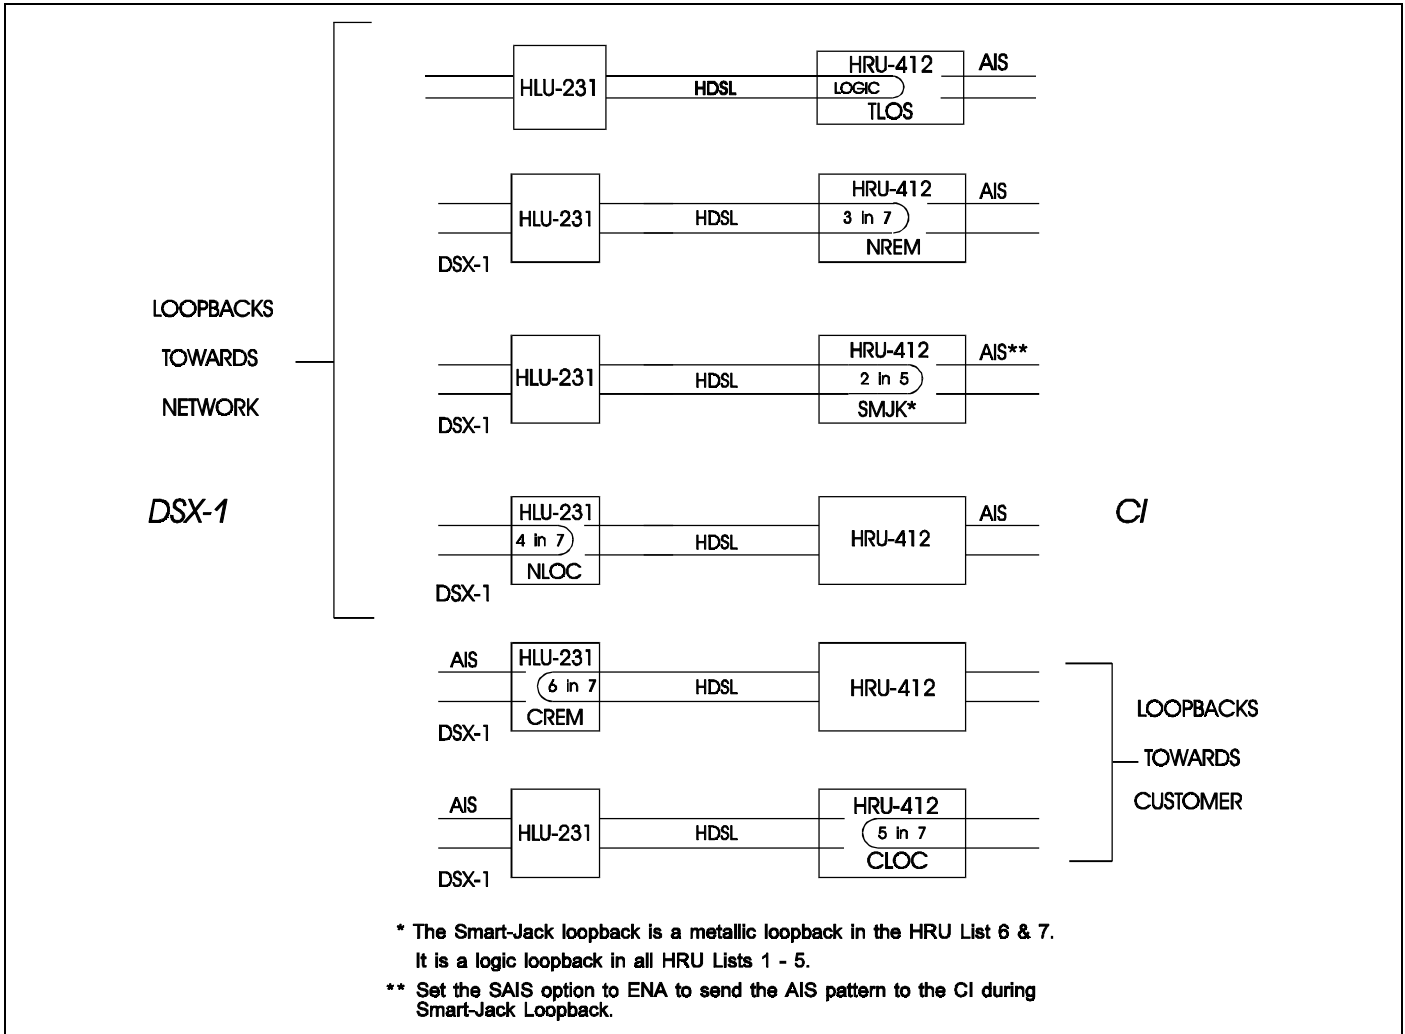 HLU-231
HDSL
HRU-412
LOGIC
TLOS
AIS
HLU-231
HDSL
HRU-412
3 in 7
NREM
AIS
DSX-1
LOOPBACKS
TOWARDS
NETWORK
HLU-231
HDSL
HRU-412
2 in 5
SMJK*
AIS**
DSX-1
DSX-1
HLU-231
4 in 7
NLOC
HDSL
HRU-412
AIS
CI
DSX-1
AIS
HLU-231
6 in 7
CREM
HDSL
HRU-412
DSX-1
LOOPBACKS
TOWARDS
CUSTOMER
AIS
HLU-231
HDSL
HRU-412
5 in 7
CLOC
DSX-1
* The Smart-Jack loopback is a metallic loopback in the HRU List 6 & 7.
It is a logic loopback in all HRU Lists 1 - 5.
** Set the SAIS option to ENA to send the AIS pattern to the CI during
Smart-Jack Loopback.